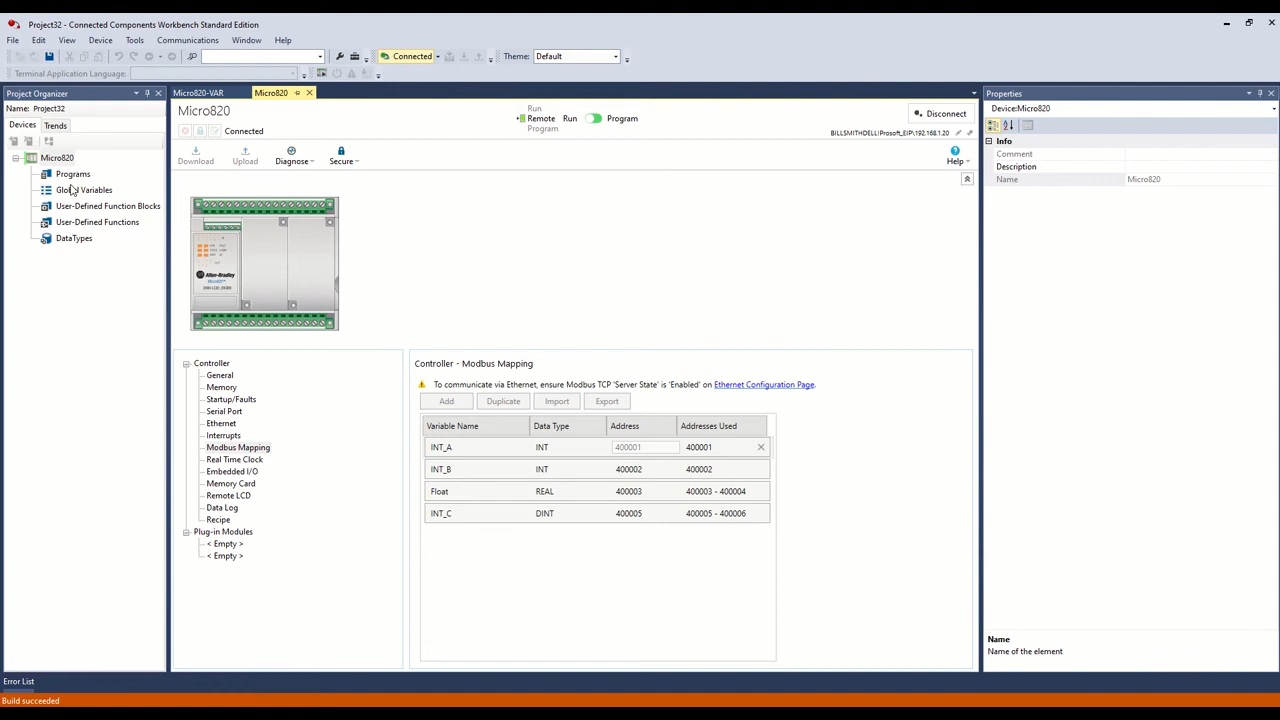 Project32 - Connected Components Workbench Standard Edition
File Edit View Device Tools Communications Window Help
Connected Theme: Default
Terminal Application Language:
Project Organizer
Name: Project32
Devices Trends
Micro820
Programs
Global Variables
User-Defined Function Blocks
User-Defined Functions
DataTypes
Micro820-VAR Micro820
Micro820
Connected
Run
Remote
Program
Run Program
Disconnect
BILLSMITHDELL!Prosoft_EIP\192.168.1.20
Download Upload Diagnose Secure Help
Allen-Bradley
Controller
General
Memory
Startup/Faults
Serial Port
Ethernet
Interrupts
Modbus Mapping
Real Time Clock
Embedded I/O
Memory Card
Remote LCD
Data Log
Recipe
Plug-in Modules
< Empty >
< Empty >
Controller - Modbus Mapping
To communicate via Ethernet, ensure Modbus TCP 'Server State' is 'Enabled' on Ethernet Configuration Page.
Add Duplicate Import Export
Variable Name Data Type Address Addresses Used
INT_A INT 400001 400001
INT_B INT 400002 400002
Float REAL 400003 400003 - 400004
INT_C DINT 400005 400005 - 400006
Properties
Device:Micro820
Info
Comment
Description
Name Micro820
Name
Name of the element
Error List
Build succeeded